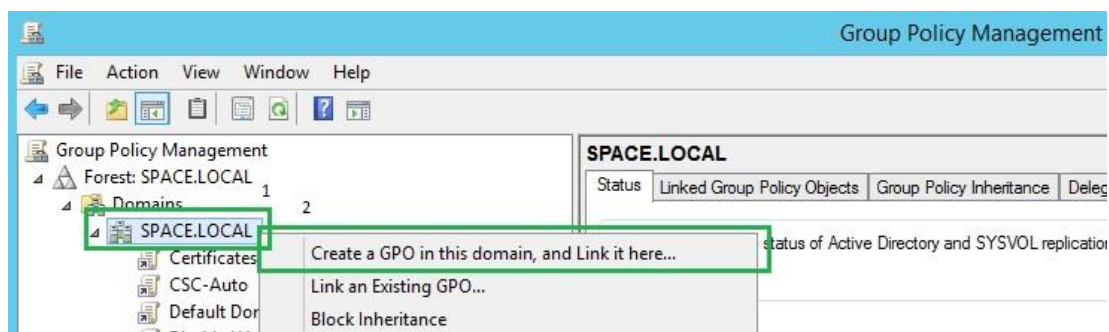 Group Policy Management
File Action View Window Help
Group Policy Management
Forest: SPACE.LOCAL
1
Domains
2
SPACE.LOCAL
Certificates
CSC-Auto
Default Dor
Create a GPO in this domain, and Link it here...
Link an Existing GPO...
Block Inheritance
SPACE.LOCAL
Status Linked Group Policy Objects Group Policy Inheritance Deleg
status of Active Directory and SYSVOL replication